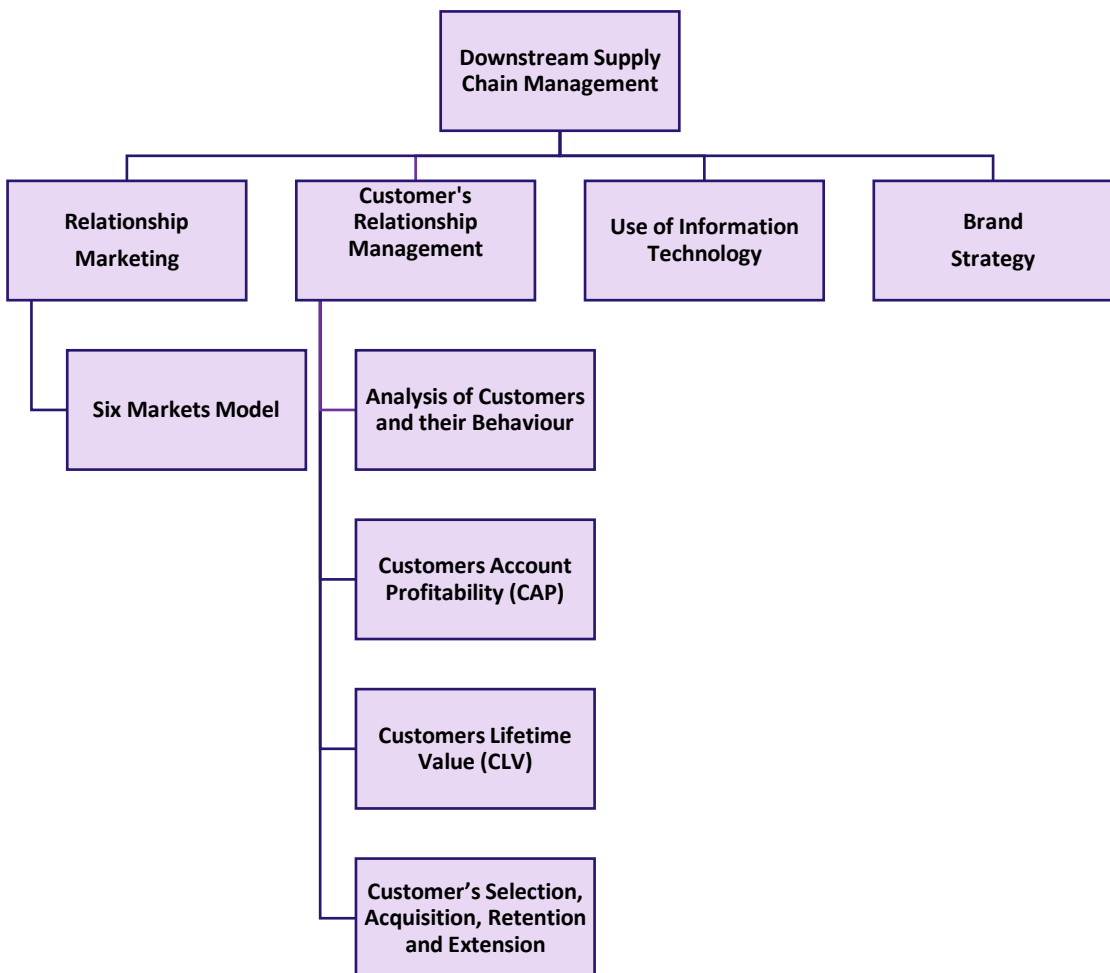 Downstream Supply
Chain Management
Relationship
Marketing
Customer's
Relationship
Management
Use of Information
Technology
Brand
Strategy
Six Markets Model
Analysis of Customers
and their Behaviour
Customers Account
Profitability (CAP)
Customers Lifetime
Value (CLV)
Customer’s Selection,
Acquisition, Retention
and Extension